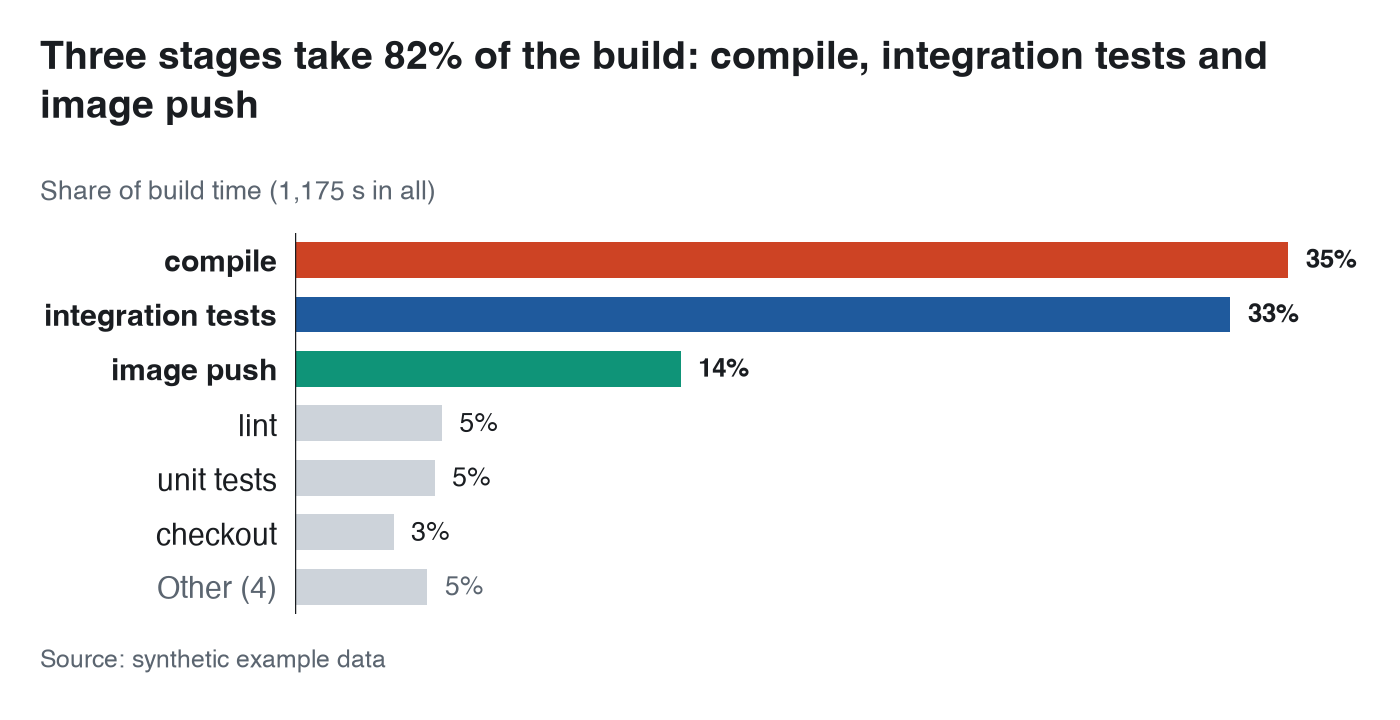 Three stages take 82% of the build: compile, integration tests and
image push
Share of build time (1,175 s in all)
compile 35%
integration tests 33%
image push 14%
lint 5%
unit tests 5%
checkout 3%
Other (4) 5%
Source: synthetic example data